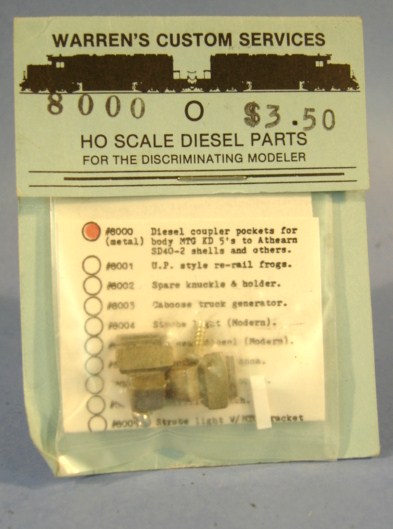 WARREN'S CUSTOM SERVICES
8000 $3.50
HO SCALE DIESEL PARTS
FOR THE DISCRIMINATING MODELER
#8000 Diesel coupler pockets for
(metal) body MTG KD 5's to Athearn
SD40-2 shells and others.
#8001 U.P. style re-rail frogs.
#8002 Spare knuckle & holder.
#8003 Caboose truck generator.
#8004 Strobe light (Modern).
(Modern).
Strobe light W/MTG bracket